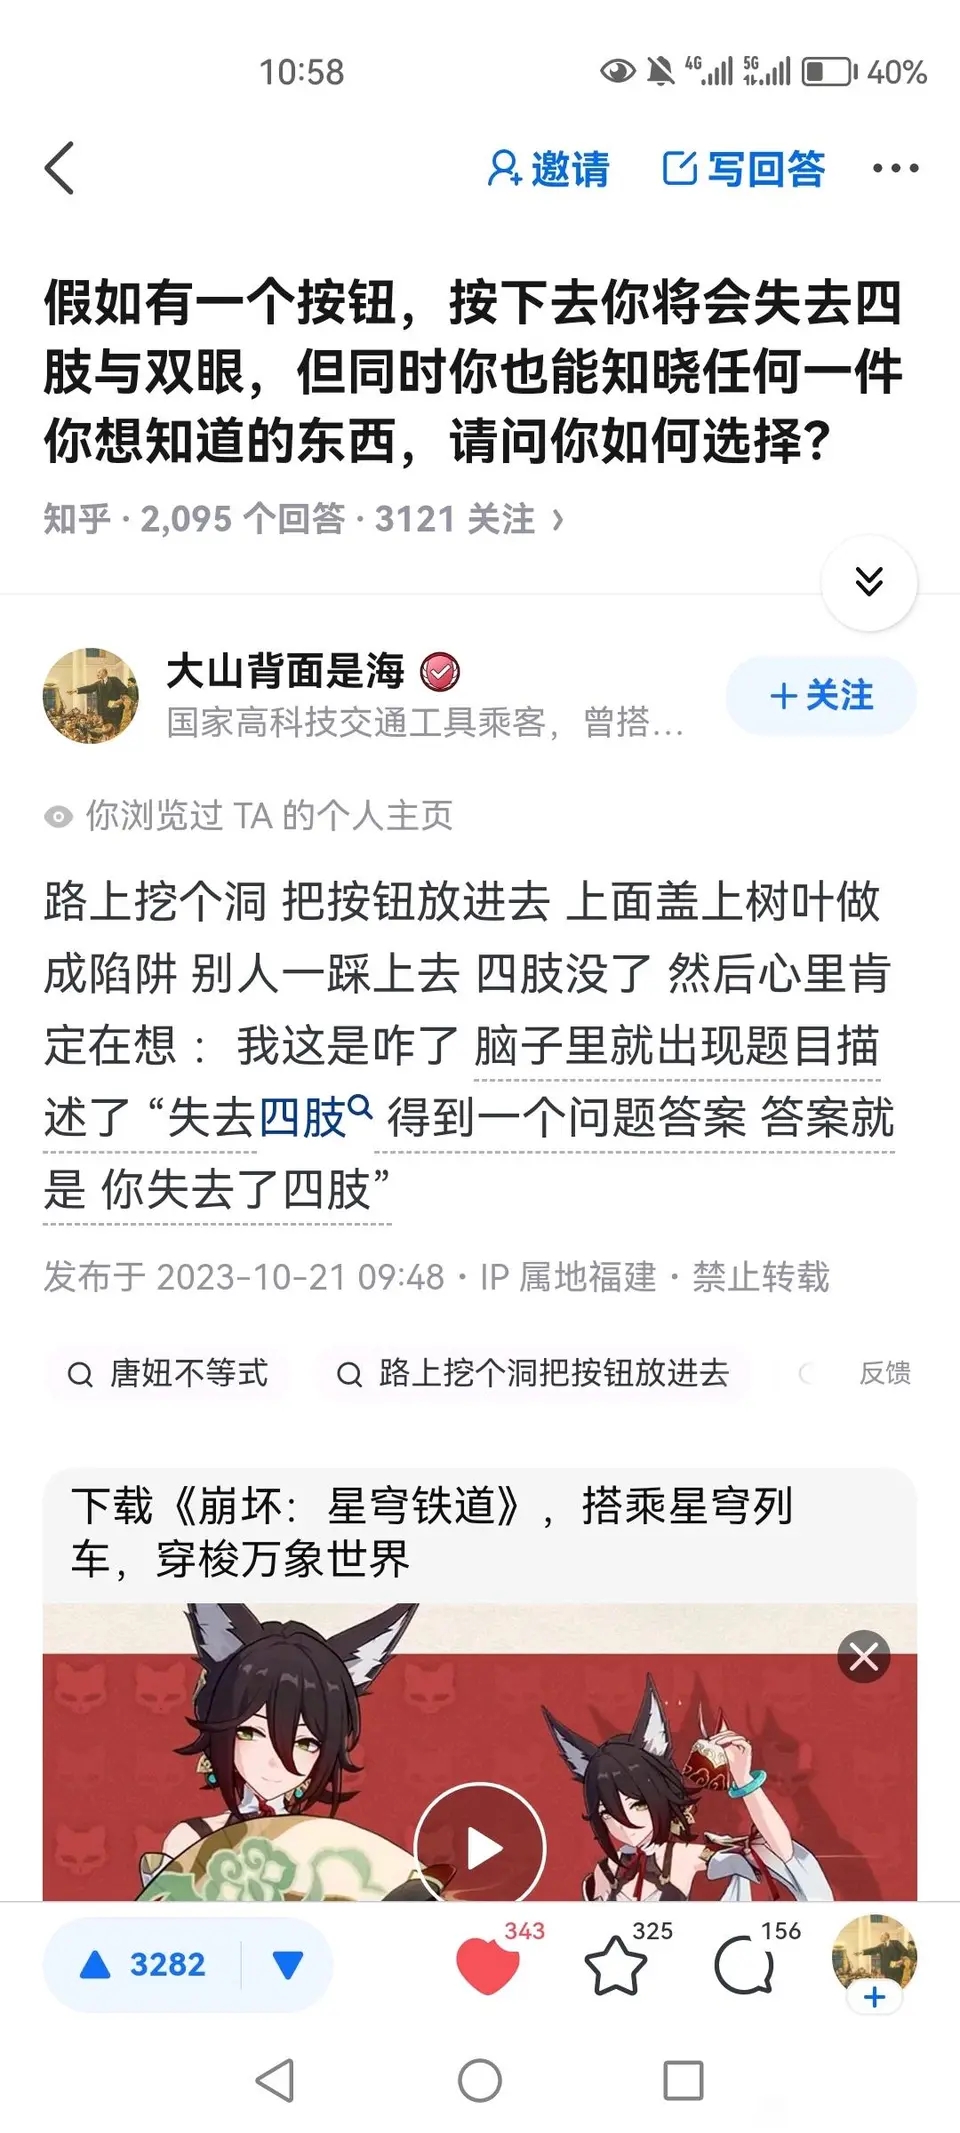 10:58
4G 5G 40%
邀请 写回答
假如有一个按钮，按下去你将会失去四
肢与双眼，但同时你也能知晓任何一件
你想知道的东西，请问你如何选择？
知乎 · 2,095 个回答 · 3121 关注
大山背面是海
国家高科技交通工具乘客，曾搭...
+关注
你浏览过 TA 的个人主页
路上挖个洞 把按钮放进去 上面盖上树叶做
成陷阱 别人一踩上去 四肢没了 然后心里肯
定在想 ： 我这是咋了 脑子里就出现题目描
述了 “失去四肢 得到一个问题答案 答案就
是 你失去了四肢”
发布于 2023-10-21 09:48 · IP 属地福建 · 禁止转载
唐妞不等式 路上挖个洞把按钮放进去 反馈
下载《崩坏：星穹铁道》，搭乘星穹列
车，穿梭万象世界
3282 343 325 156